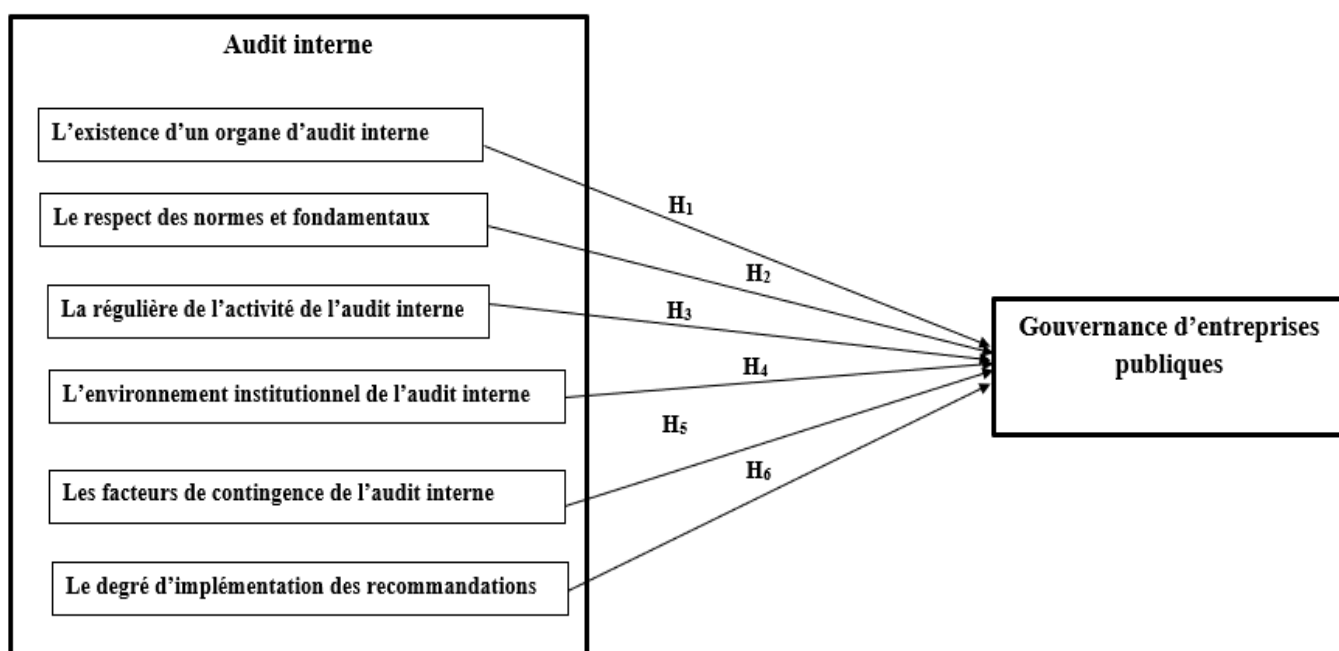 Audit interne
L’existence d’un organe d’audit interne
Le respect des normes et fondamentaux
La régulière de l’activité de l’audit interne
L’environnement institutionnel de l’audit interne
Les facteurs de contingence de l’audit interne
Le degré d’implémentation des recommandations
H₁
H₂
H₃
H₄
H₅
H₆
Gouvernance d’entreprises
publiques